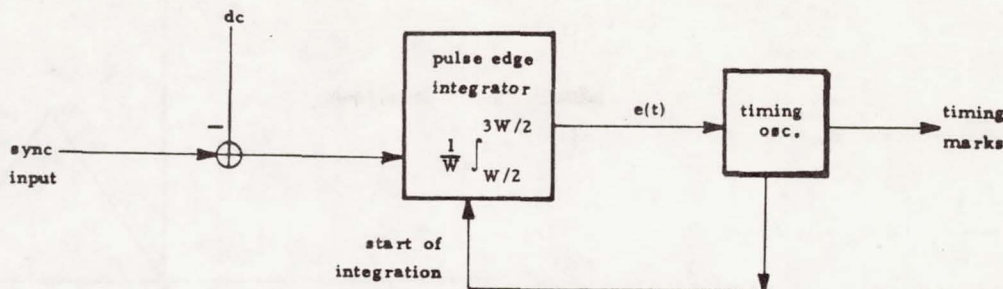 dc
−
sync
input
pulse edge
integrator
1/W ∫ W/2 3W/2
e(t)
timing
osc.
timing
marks
start of
integration